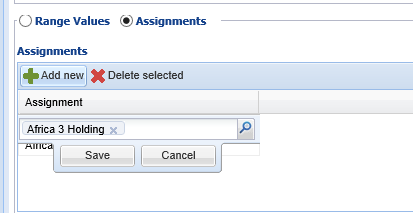 Range Values Assignments
Assignments
Add new Delete selected
Assignment
Africa 3 Holding
Save Cancel